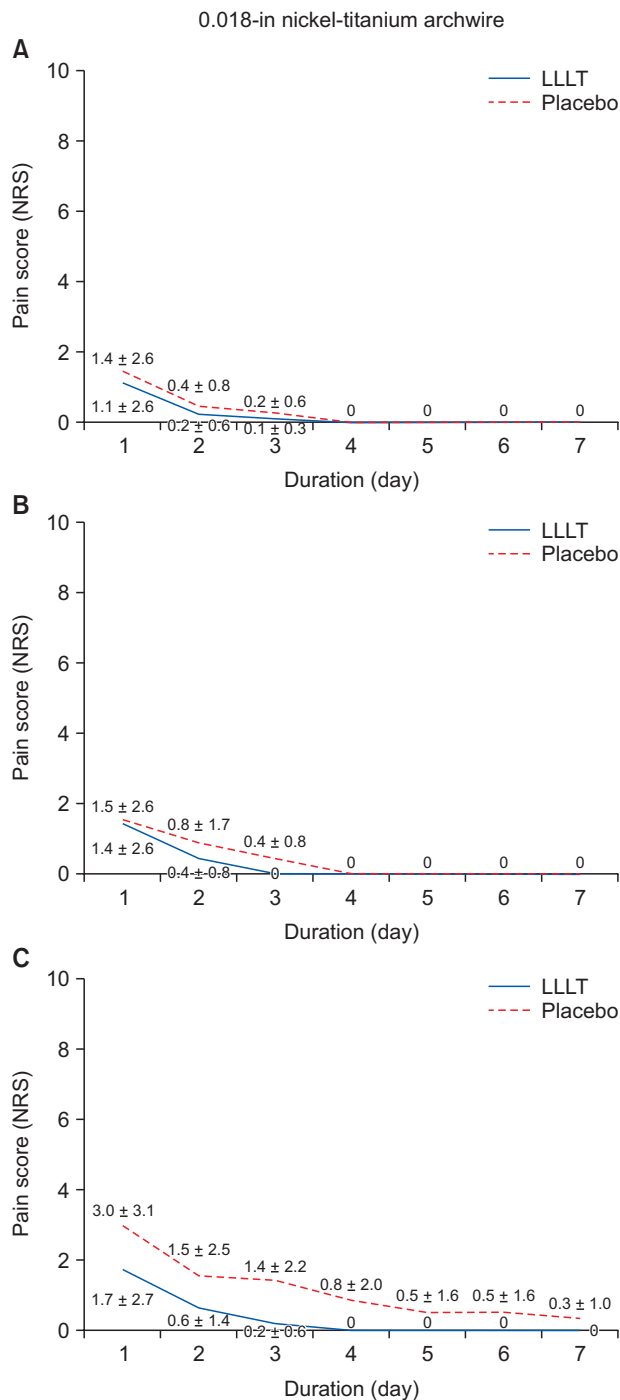 0.018-in nickel-titanium archwire
A
10
8
6
4
2
0
Pain score (NRS)
LLLT
Placebo
1.4 ± 2.6
0.4 ± 0.8
0.2 ± 0.6
0
0
0
0
1.1 ± 2.6
0.2 ± 0.6
0.1 ± 0.3
1 2 3 4 5 6 7
Duration (day)
B
10
8
6
4
2
0
Pain score (NRS)
LLLT
Placebo
1.5 ± 2.6
0.8 ± 1.7
0.4 ± 0.8
0
0
0
0
1.4 ± 2.6
0.4 ± 0.8
0
1 2 3 4 5 6 7
Duration (day)
C
10
8
6
4
2
0
Pain score (NRS)
LLLT
Placebo
3.0 ± 3.1
1.5 ± 2.5
1.4 ± 2.2
0.8 ± 2.0
0.5 ± 1.6
0.5 ± 1.6
0.3 ± 1.0
1.7 ± 2.7
0.6 ± 1.4
0.2 ± 0.6
0
0
0
0
1 2 3 4 5 6 7
Duration (day)